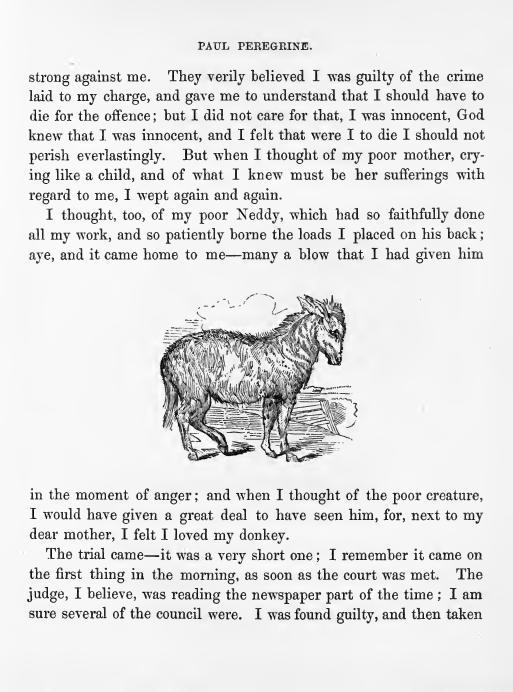 PAUL PEREGRINE.
strong against me. They verily believed I was guilty of the crime
laid to my charge, and gave me to understand that I should have to
die for the offence; but I did not care for that, I was innocent, God
knew that I was innocent, and I felt that were I to die I should not
perish everlastingly. But when I thought of my poor mother, cry-
ing like a child, and of what I knew must be her sufferings with
regard to me, I wept again and again.
I thought, too, of my poor Neddy, which had so faithfully done
all my work, and so patiently borne the loads I placed on his back;
aye, and it came home to me—many a blow that I had given him
in the moment of anger; and when I thought of the poor creature,
I would have given a great deal to have seen him, for, next to my
dear mother, I felt I loved my donkey.
The trial came—it was a very short one; I remember it came on
the first thing in the morning, as soon as the court was met. The
judge, I believe, was reading the newspaper part of the time; I am
sure several of the council were. I was found guilty, and then taken